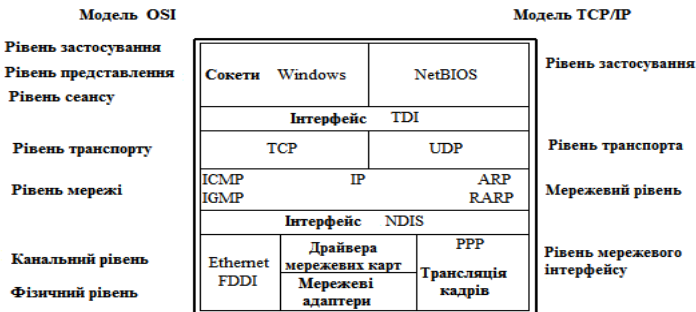 Модель OSI
Модель TCP/IP
Рівень застосування
Рівень представлення
Рівень сеансу
Сокети Windows
NetBIOS
Рівень застосування
Інтерфейс TDI
Рівень транспорту
TCP
UDP
Рівень транспорта
Рівень мережі
ICMP IP ARP
IGMP RARP
Мережевий рівень
Інтерфейс NDIS
Канальний рівень
Фізичний рівень
Ethernet
FDDI
Драйвера
мережевих карт
Мережеві
адаптери
PPP
Трансляція
кадрів
Рівень мережевого
інтерфейсу